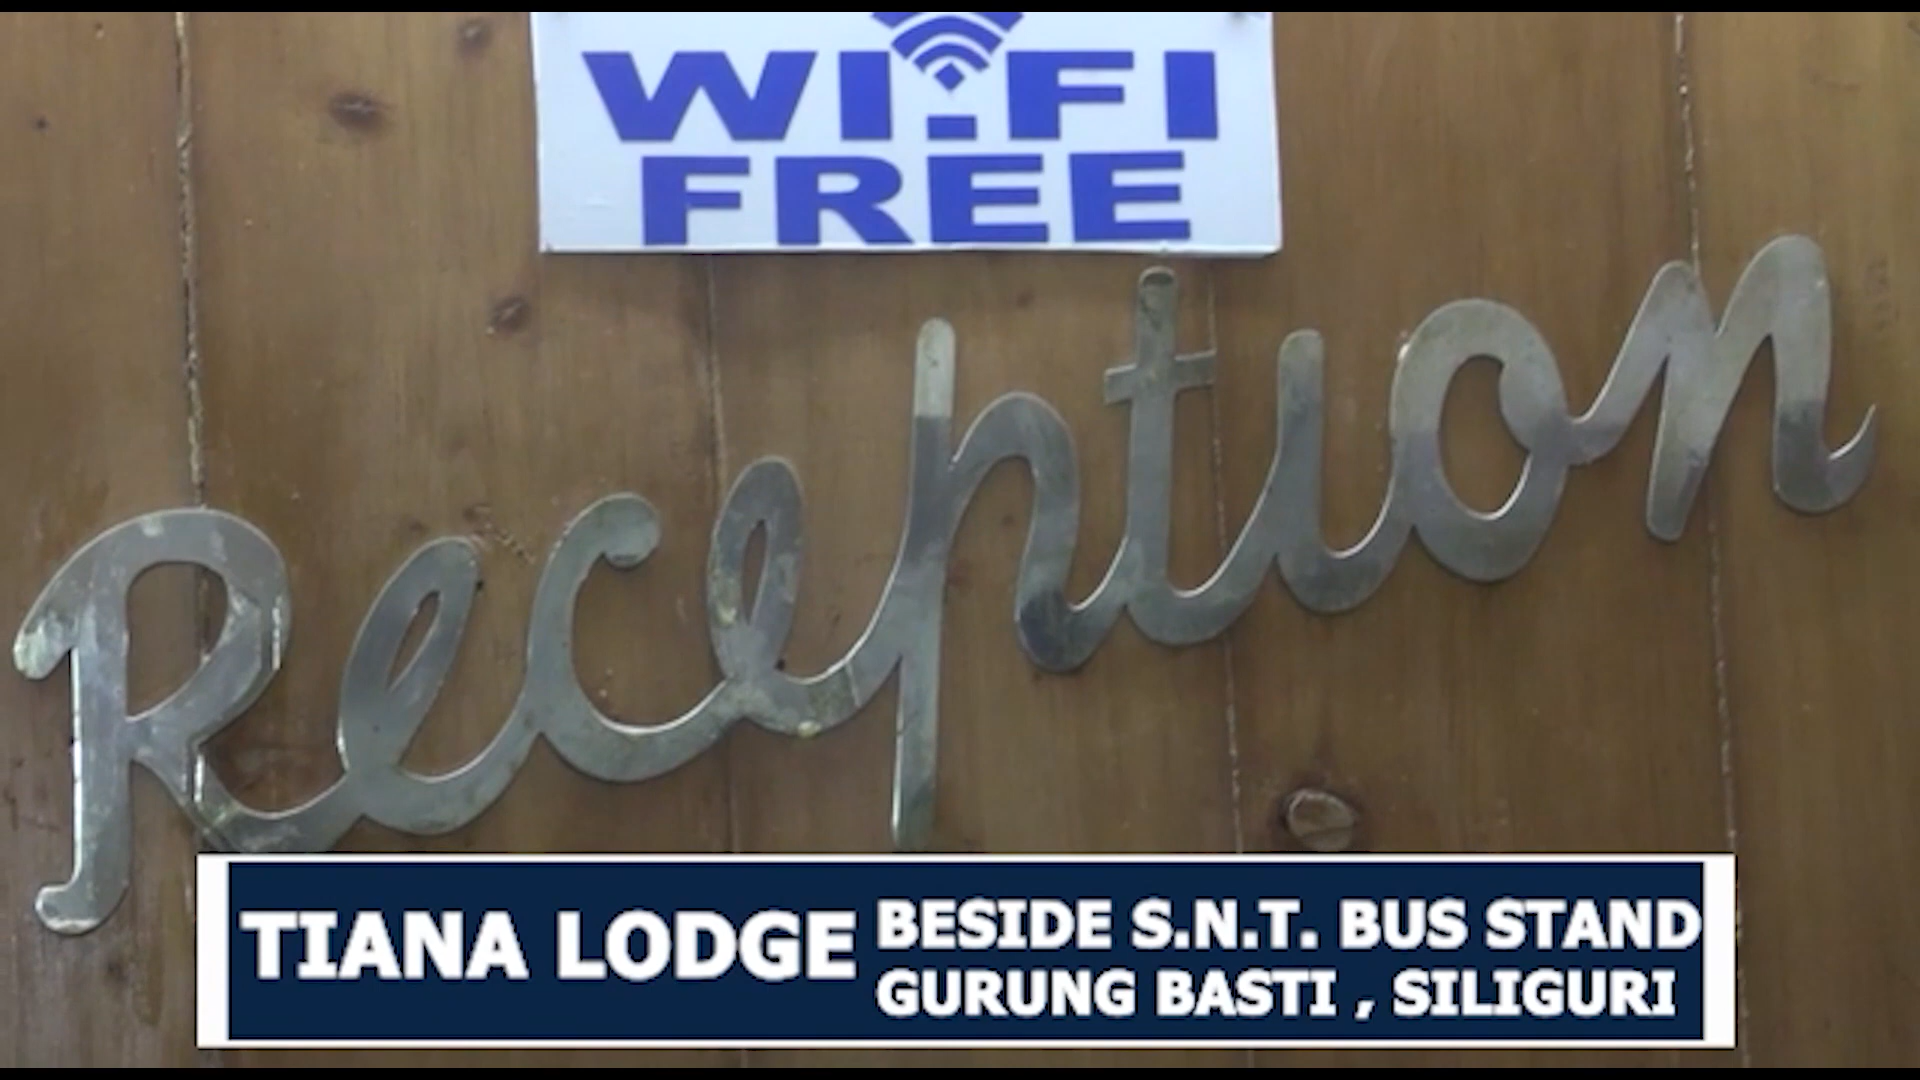 WI-FI
FREE
Reception
TIANA LODGE
BESIDE S.N.T. BUS STAND
GURUNG BASTI , SILIGURI